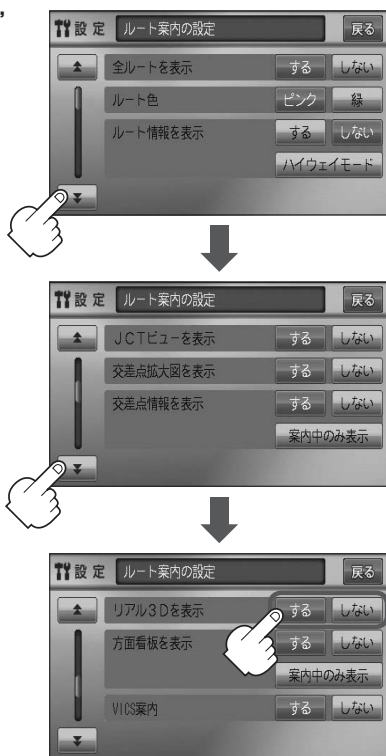 設定 ルート案内の設定 戻る
全ルートを表示 する しない
ルート色 ピンク 緑
ルート情報を表示 する しない
ハイウェイモード
設定 ルート案内の設定 戻る
JCTビューを表示 する しない
交差点拡大図を表示 する しない
交差点情報を表示 する しない
案内中のみ表示
設定 ルート案内の設定 戻る
リアル3Dを表示 する しない
方面看板を表示 する しない
案内中のみ表示
VICS案内 する しない